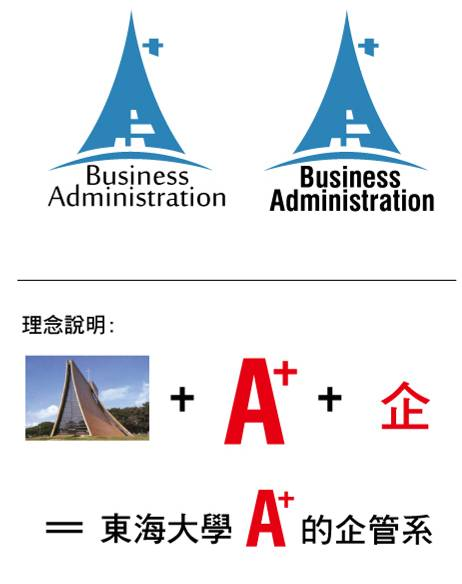 Business
Administration
Business
Administration
理念說明：
+ A+ + 企
= 東海大學 A+ 的企管系